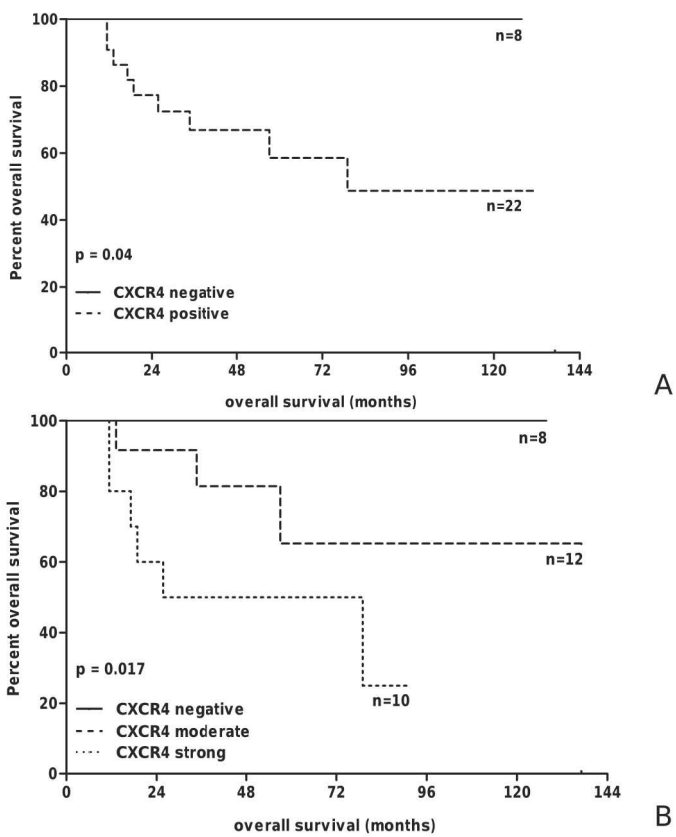 100
n=8
80
60
40
n=22
p = 0.04
20
CXCR4 negative
CXCR4 positive
0
0 24 48 72 96 120 144
overall survival (months)
Percent overall survival
A
100
n=8
80
60
n=12
40
p = 0.017
20
n=10
CXCR4 negative
CXCR4 moderate
CXCR4 strong
0
0 24 48 72 96 120 144
overall survival (months)
Percent overall survival
B